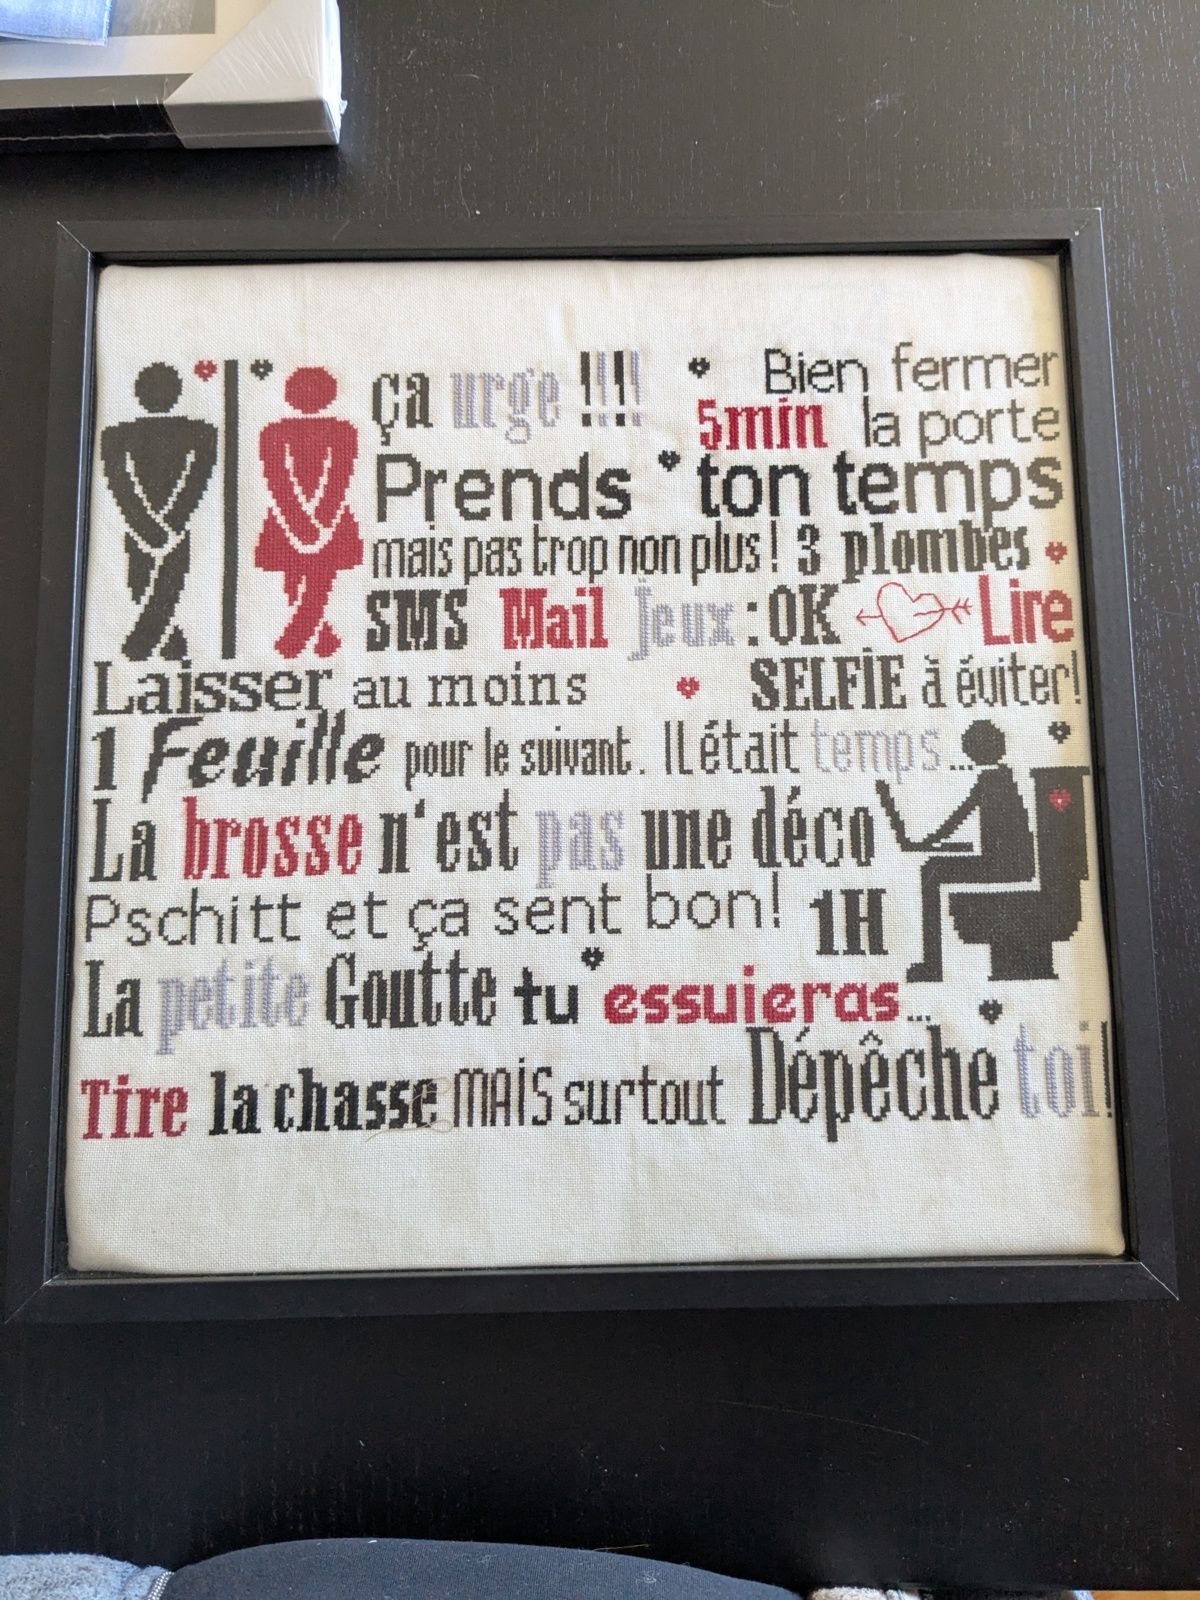 ça urge !!!
Bien fermer
5min la porte
Prends ton temps
mais pas trop non plus! 3 plombes
SMS Mail Jeux : OK Lire
Laisser au moins
SELFIE à éviter!
1 Feuille pour le suivant. Il était temps...
La brosse n'est pas une déco
Pschitt et ça sent bon! 1H
La petite Goutte tu essuieras...
Tire la chasse MAIS surtout Dépêche toi!